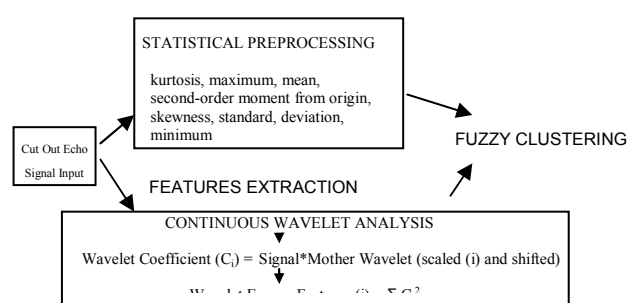 STATISTICAL PREPROCESSING
kurtosis, maximum, mean,
second-order moment from origin,
skewness, standard, deviation,
minimum
Cut Out Echo
Signal Input
FUZZY CLUSTERING
FEATURES EXTRACTION
CONTINUOUS WAVELET ANALYSIS
Wavelet Coefficient (Cᵢ) = Signal*Mother Wavelet (scaled (i) and shifted)